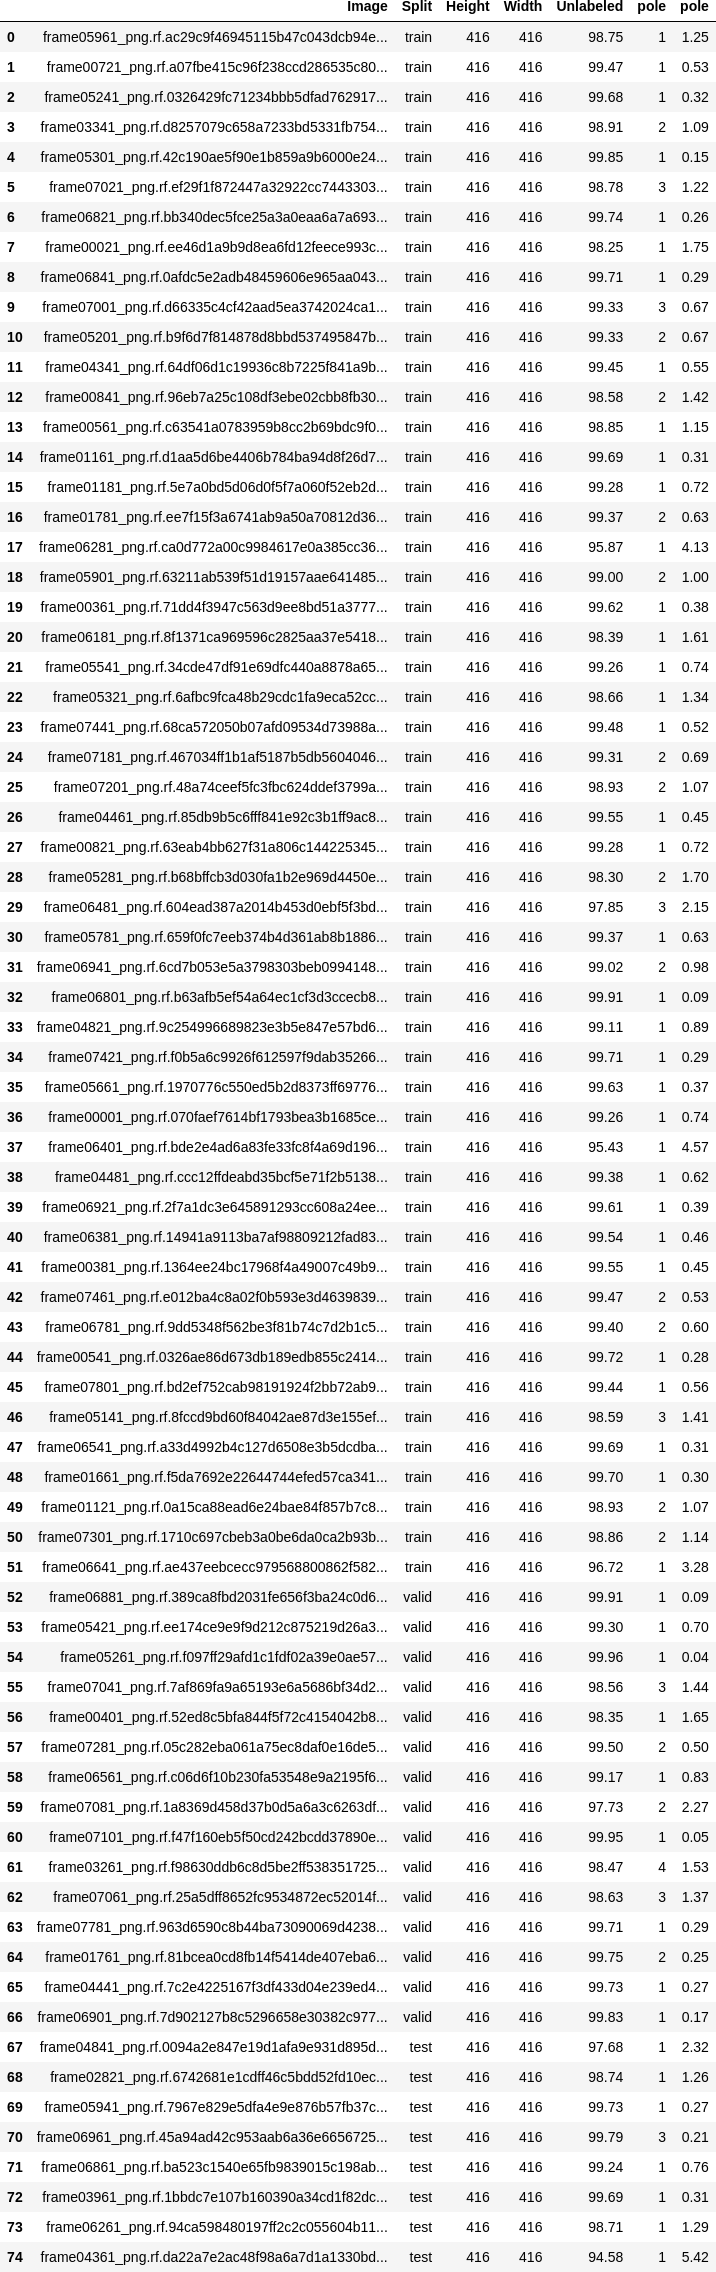 Image Split Height Width Unlabeled pole pole
0 frame05961_png.rf.ac29c9f46945115b47c043dcb94e... train 416 416 98.75 1 1.25
1 frame00721_png.rf.a07fbe415c96f238ccd286535c80... train 416 416 99.47 1 0.53
2 frame05241_png.rf.0326429fc71234bbb5dfad762917... train 416 416 99.68 1 0.32
3 frame03341_png.rf.d8257079c658a7233bd5331fb754... train 416 416 98.91 2 1.09
4 frame05301_png.rf.42c190ae5f90e1b859a9b6000e24... train 416 416 99.85 1 0.15
5 frame07021_png.rf.ef29f1f872447a32922cc7443303... train 416 416 98.78 3 1.22
6 frame06821_png.rf.bb340dec5fce25a3a0eaa6a7a693... train 416 416 99.74 1 0.26
7 frame00021_png.rf.ee46d1a9b9d8ea6fd12feece993c... train 416 416 98.25 1 1.75
8 frame06841_png.rf.0afdc5e2adb48459606e965aa043... train 416 416 99.71 1 0.29
9 frame07001_png.rf.d66335c4cf42aad5ea3742024ca1... train 416 416 99.33 3 0.67
10 frame05201_png.rf.b9f6d7f814878d8bbd537495847b... train 416 416 99.33 2 0.67
11 frame04341_png.rf.64df06d1c19936c8b7225f841a9b... train 416 416 99.45 1 0.55
12 frame00841_png.rf.96eb7a25c108df3ebe02cbb8fb30... train 416 416 98.58 2 1.42
13 frame00561_png.rf.c63541a0783959b8cc2b69bdc9f0... train 416 416 98.85 1 1.15
14 frame01161_png.rf.d1aa5d6be4406b784ba94d8f26d7... train 416 416 99.69 1 0.31
15 frame01181_png.rf.5e7a0bd5d06d0f5f7a060f52eb2d... train 416 416 99.28 1 0.72
16 frame01781_png.rf.ee7f15f3a6741ab9a50a70812d36... train 416 416 99.37 2 0.63
17 frame06281_png.rf.ca0d772a00c9984617e0a385cc36... train 416 416 95.87 1 4.13
18 frame05901_png.rf.63211ab539f51d19157aae641485... train 416 416 99.00 2 1.00
19 frame00361_png.rf.71dd4f3947c563d9ee8bd51a3777... train 416 416 99.62 1 0.38
20 frame06181_png.rf.8f1371ca969596c2825aa37e5418... train 416 416 98.39 1 1.61
21 frame05541_png.rf.34cde47df91e69dfc440a8878a65... train 416 416 99.26 1 0.74
22 frame05321_png.rf.6afbc9fca48b29cdc1fa9eca52cc... train 416 416 98.66 1 1.34
23 frame07441_png.rf.68ca572050b07afd09534d73988a... train 416 416 99.48 1 0.52
24 frame07181_png.rf.467034ff1b1af5187b5db5604046... train 416 416 99.31 2 0.69
25 frame07201_png.rf.48a74ceef5fc3fbc624ddef3799a... train 416 416 98.93 2 1.07
26 frame04461_png.rf.85db9b5c6fff841e92c3b1ff9ac8... train 416 416 99.55 1 0.45
27 frame00821_png.rf.63eab4bb627f31a806c144225345... train 416 416 99.28 1 0.72
28 frame05281_png.rf.b68bffcb3d030fa1b2e969d4450e... train 416 416 98.30 2 1.70
29 frame06481_png.rf.604ead387a2014b453d0ebf5f3bd... train 416 416 97.85 3 2.15
30 frame05781_png.rf.659f0fc7eeb374b4d361ab8b1886... train 416 416 99.37 1 0.63
31 frame06941_png.rf.6cd7b053e5a3798303beb0994148... train 416 416 99.02 2 0.98
32 frame06801_png.rf.b63afb5ef54a64ec1cf3d3ccecb8... train 416 416 99.91 1 0.09
33 frame04821_png.rf.9c254996689823e3b5e847e57bd6... train 416 416 99.11 1 0.89
34 frame07421_png.rf.f0b5a6c9926f612597f9dab35266... train 416 416 99.71 1 0.29
35 frame05661_png.rf.1970776c550ed5b2d8373ff69776... train 416 416 99.63 1 0.37
36 frame00001_png.rf.070faef7614bf1793bea3b1685ce... train 416 416 99.26 1 0.74
37 frame06401_png.rf.bde2e4ad6a83fe33fc8f4a69d196... train 416 416 95.43 1 4.57
38 frame04481_png.rf.ccc12ffdeabd35bcf5e71f2b5138... train 416 416 99.38 1 0.62
39 frame06921_png.rf.2f7a1dc3e645891293cc608a24ee... train 416 416 99.61 1 0.39
40 frame06381_png.rf.14941a9113ba7af98809212fad83... train 416 416 99.54 1 0.46
41 frame00381_png.rf.1364ee24bc17968f4a49007c49b9... train 416 416 99.55 1 0.45
42 frame07461_png.rf.e012ba4c8a02f0b593e3d4639839... train 416 416 99.47 2 0.53
43 frame06781_png.rf.9dd5348f562be3f81b74c7d2b1c5... train 416 416 99.40 2 0.60
44 frame00541_png.rf.0326ae86d673db189edb855c2414... train 416 416 99.72 1 0.28
45 frame07801_png.rf.bd2ef752cab98191924f2bb72ab9... train 416 416 99.44 1 0.56
46 frame05141_png.rf.8fccd9bd60f84042ae87d3e155ef... train 416 416 98.59 3 1.41
47 frame06541_png.rf.a33d4992b4c127d6508e3b5dcdba... train 416 416 99.69 1 0.31
48 frame01661_png.rf.f5da7692e22644744efed57ca341... train 416 416 99.70 1 0.30
49 frame01121_png.rf.0a15ca88ead6e24bae84f857b7c8... train 416 416 98.93 2 1.07
50 frame07301_png.rf.1710c697cbeb3a0be6da0ca2b93b... train 416 416 98.86 2 1.14
51 frame06641_png.rf.ae437eebcecc979568800862f582... train 416 416 96.72 1 3.28
52 frame06881_png.rf.389ca8fbd2031fe656f3ba24c0d6... valid 416 416 99.91 1 0.09
53 frame05421_png.rf.ee174ce9e9f9d212c875219d26a3... valid 416 416 99.30 1 0.70
54 frame05261_png.rf.f097ff29afd1c1fdf02a39e0ae57... valid 416 416 99.96 1 0.04
55 frame07041_png.rf.7af869fa9a65193e6a5686bf34d2... valid 416 416 98.56 3 1.44
56 frame00401_png.rf.52ed8c5bfa844f5f72c4154042b8... valid 416 416 98.35 1 1.65
57 frame07281_png.rf.05c282eba061a75ec8daf0e16de5... valid 416 416 99.50 2 0.50
58 frame06561_png.rf.c06d6f10b230fa53548e9a2195f6... valid 416 416 99.17 1 0.83
59 frame07081_png.rf.1a8369d458d37b0d5a6a3c6263df... valid 416 416 97.73 2 2.27
60 frame07101_png.rf.f47f160eb5f50cd242bcdd37890e... valid 416 416 99.95 1 0.05
61 frame03261_png.rf.f98630ddb6c8d5be2ff538351725... valid 416 416 98.47 4 1.53
62 frame07061_png.rf.25a5dff8652fc9534872ec52014f... valid 416 416 98.63 3 1.37
63 frame07781_png.rf.963d6590c8b44ba73090069d4238... valid 416 416 99.71 1 0.29
64 frame01761_png.rf.81bcea0cd8fb14f5414de407eba6... valid 416 416 99.75 2 0.25
65 frame04441_png.rf.7c2e4225167f3df433d04e239ed4... valid 416 416 99.73 1 0.27
66 frame06901_png.rf.7d902127b8c5296658e30382c977... valid 416 416 99.83 1 0.17
67 frame04841_png.rf.0094a2e847e19d1afa9e931d895d... test 416 416 97.68 1 2.32
68 frame02821_png.rf.6742681e1cdff46c5bdd52fd10ec... test 416 416 98.74 1 1.26
69 frame05941_png.rf.7967e829e5dfa4e9e876b57fb37c... test 416 416 99.73 1 0.27
70 frame06961_png.rf.45a94ad42c953aab6a36e6656725... test 416 416 99.79 3 0.21
71 frame06861_png.rf.ba523c1540e65fb9839015c198ab... test 416 416 99.24 1 0.76
72 frame03961_png.rf.1bbdc7e107b160390a34cd1f82dc... test 416 416 99.69 1 0.31
73 frame06261_png.rf.94ca598480197ff2c2c055604b11... test 416 416 98.71 1 1.29
74 frame04361_png.rf.da22a7e2ac48f98a6a7d1a1330bd... test 416 416 94.58 1 5.42